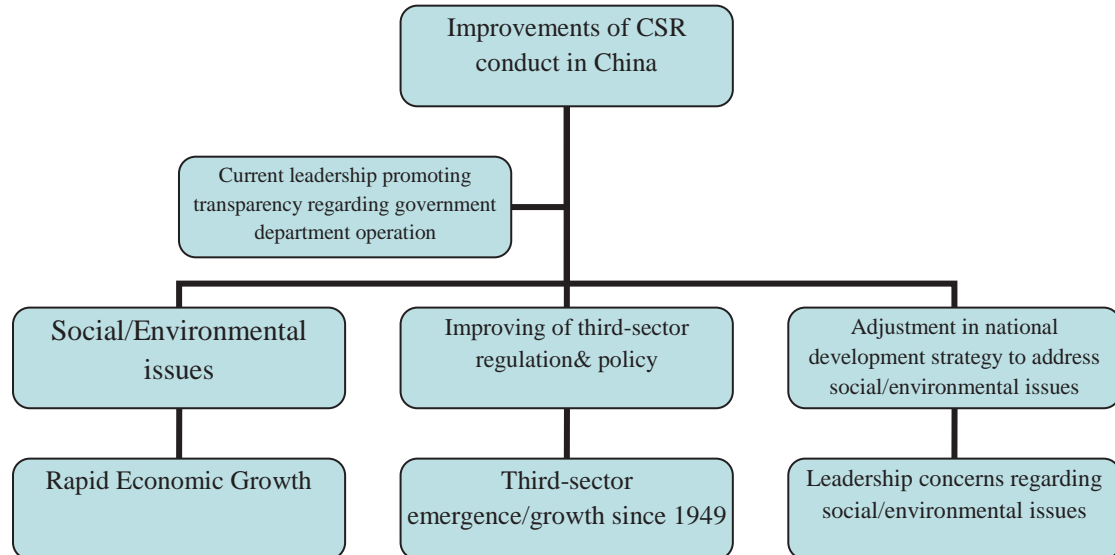 Improvements of CSR
conduct in China
Current leadership promoting
transparency regarding government
department operation
Social/Environmental
issues
Improving of third-sector
regulation& policy
Adjustment in national
development strategy to address
social/environmental issues
Rapid Economic Growth
Third-sector
emergence/growth since 1949
Leadership concerns regarding
social/environmental issues